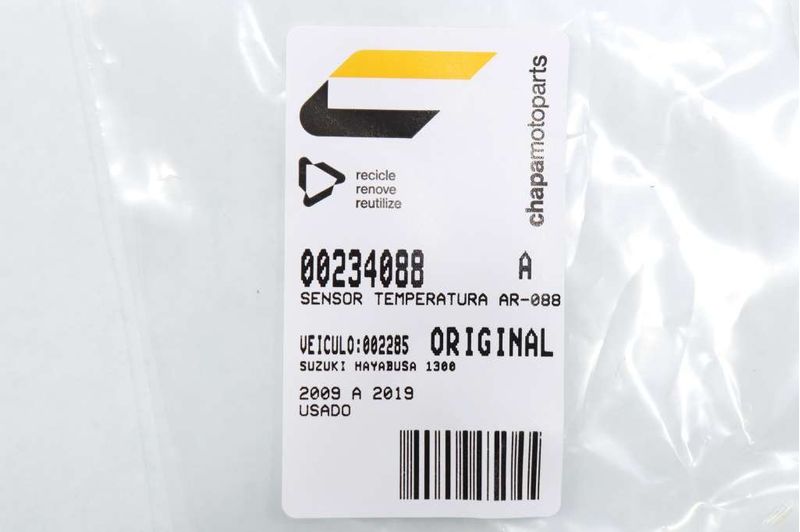 chapamotoparts
recicle
renove
reutilize
00234088 A
SENSOR TEMPERATURA AR-088
VEICULO:002285 ORIGINAL
SUZUKI HAYABUSA 1300
2009 A 2019
USADO